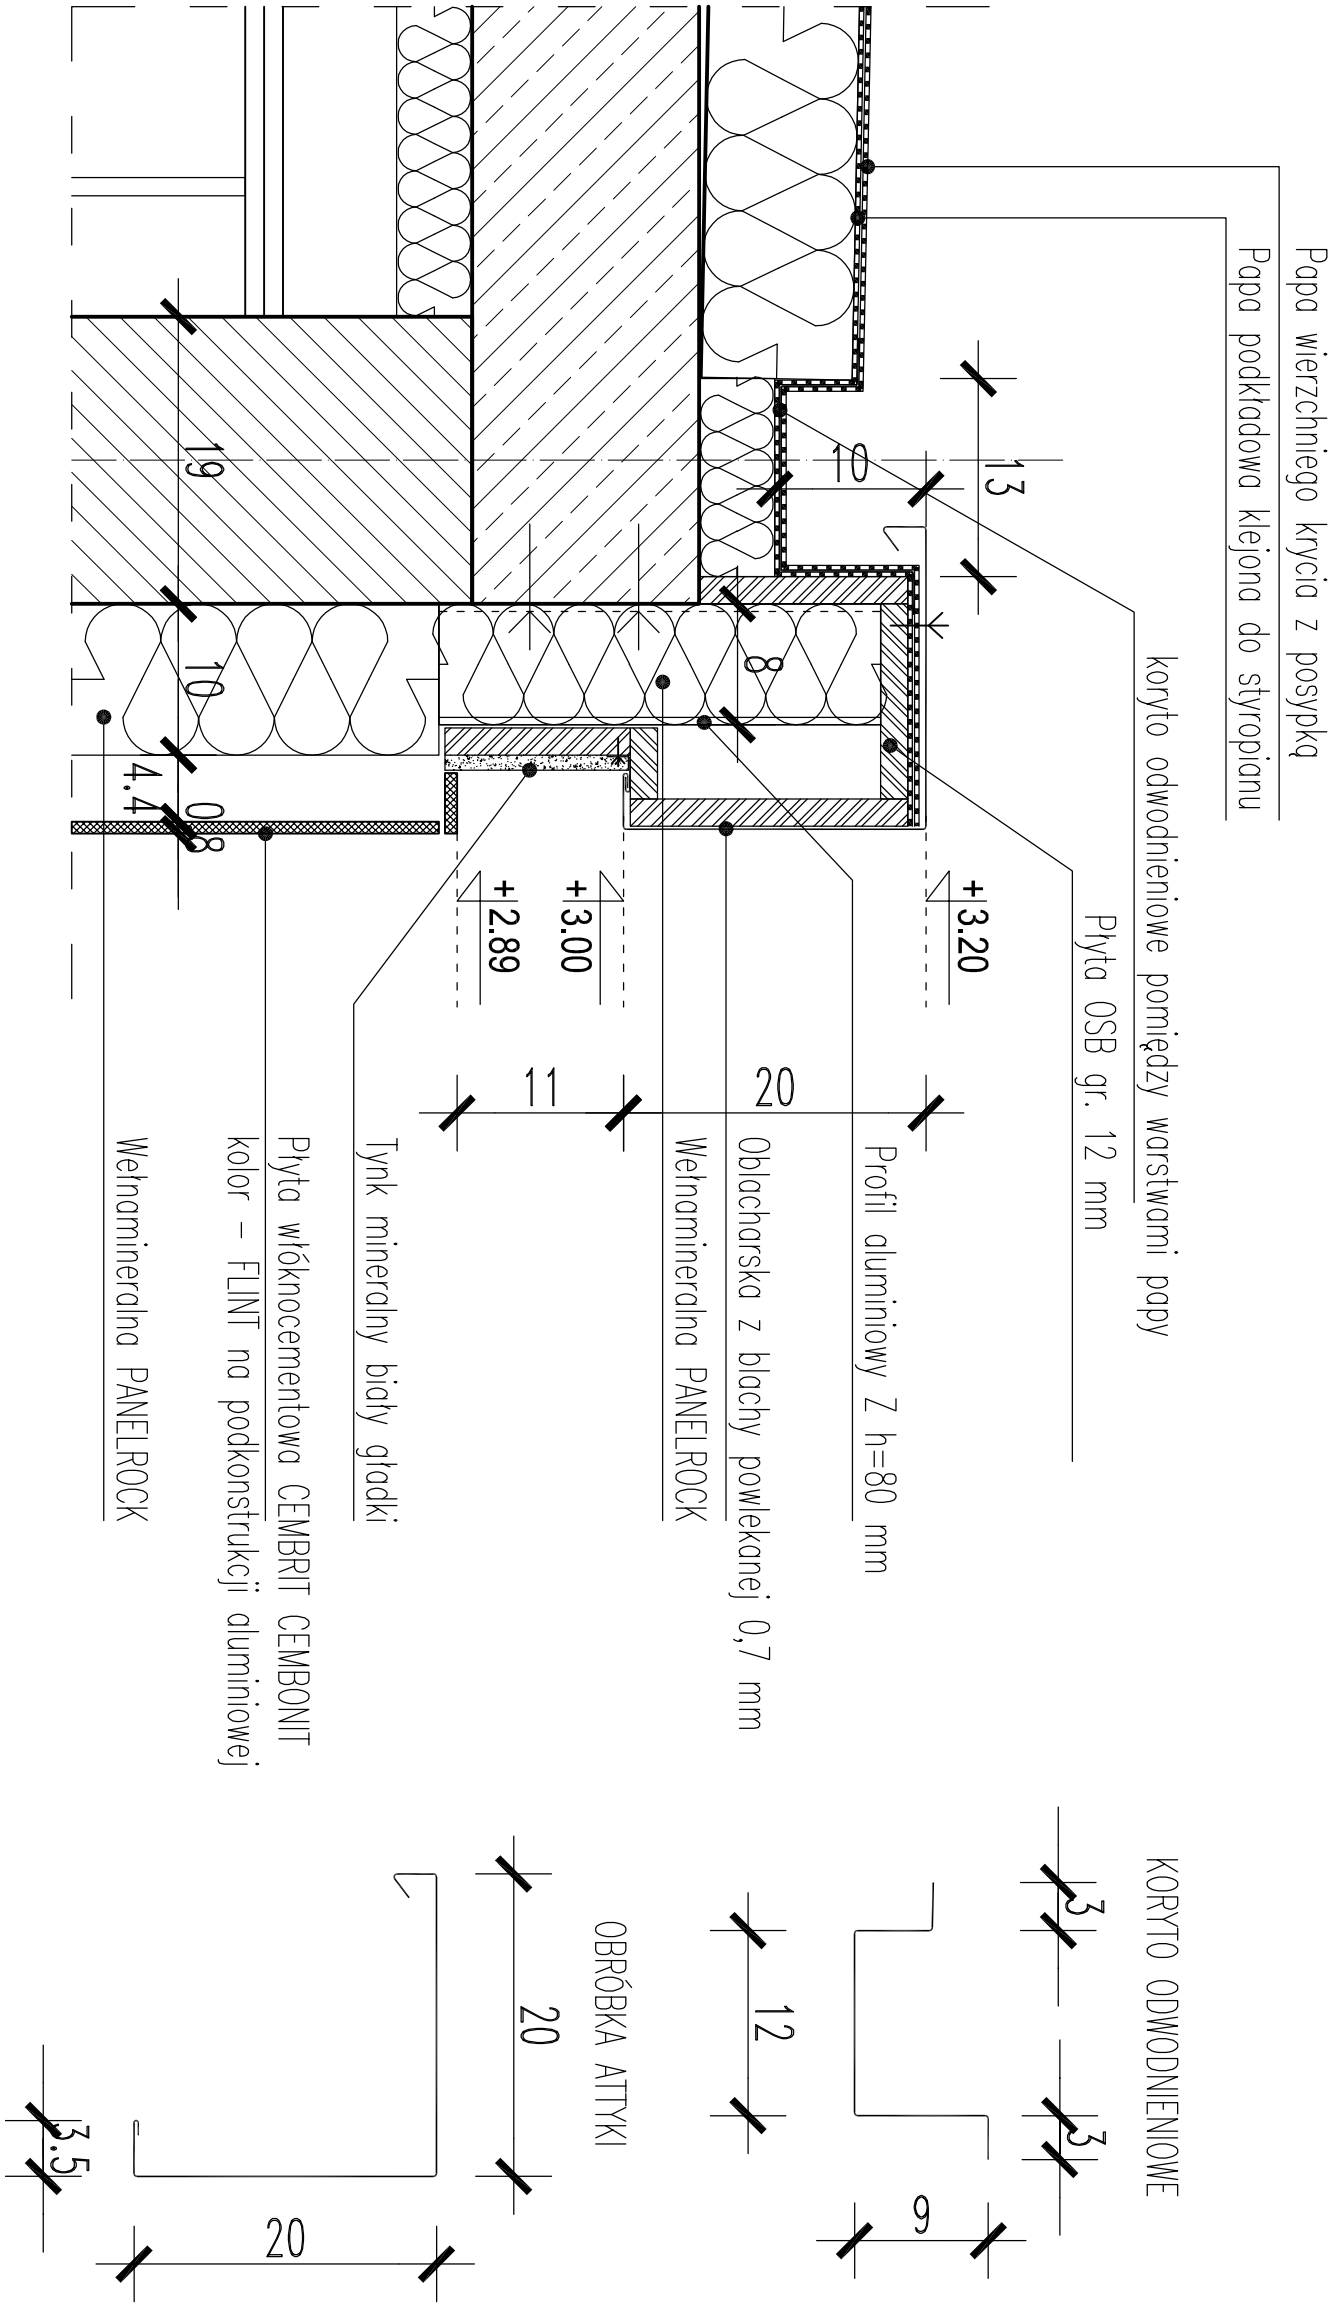 Papa wierzchniego krycia z posypką
Papa podkładowa klejona do styropianu
koryto odwodnieniowe pomiędzy warstwami papy
Płyta OSB gr. 12 mm
Profil aluminiowy Z h=80 mm
Oblacharska z blachy powlekanej 0,7 mm
Wełnamineralna PANELROCK
Tynk mineralny biały gładki
Płyta włóknocementowa CEMBRIT CEMBONIT
kolor – FLINT na podkonstrukcji aluminiowej
Wełnamineralna PANELROCK
13
10
8
19
10
4.4
0
8
+3.20
+3.00
+2.89
20
11
KORYTO ODWODNIENIOWE
3
3
12
9
OBRÓBKA ATTYKI
20
3.5
20